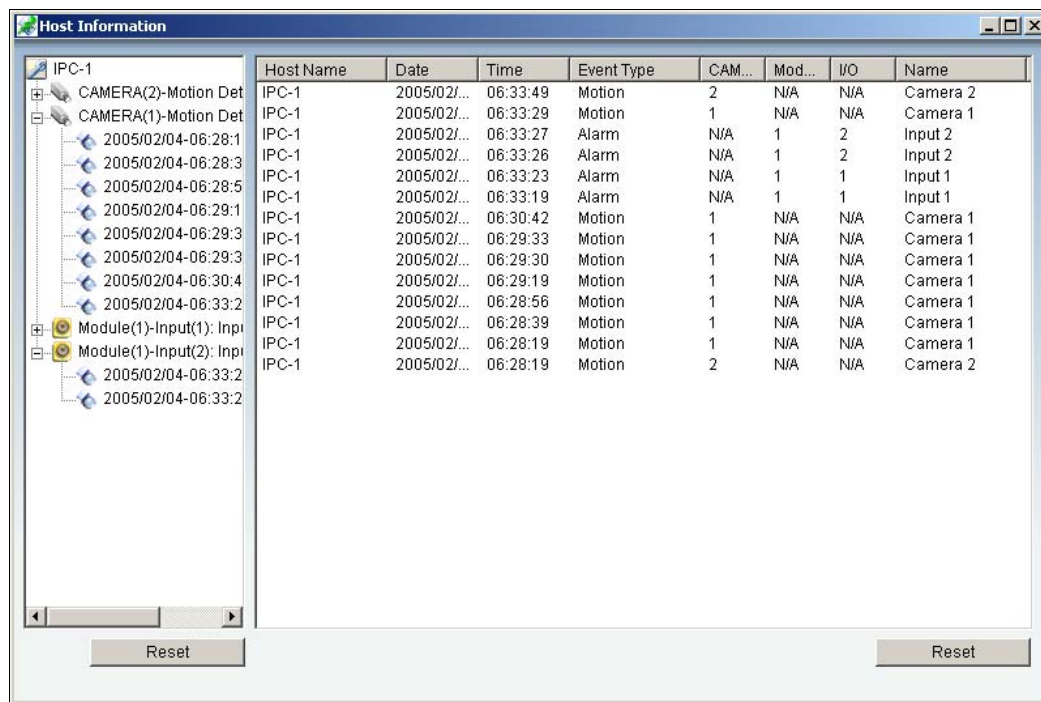 Host Information
IPC-1
CAMERA(2)-Motion Det
CAMERA(1)-Motion Det
2005/02/04-06:28:1
2005/02/04-06:28:3
2005/02/04-06:28:5
2005/02/04-06:29:1
2005/02/04-06:29:3
2005/02/04-06:29:3
2005/02/04-06:30:4
2005/02/04-06:33:2
Module(1)-Input(1): Inpu
Module(1)-Input(2): Inpu
2005/02/04-06:33:2
2005/02/04-06:33:2
Reset
Host Name Date Time Event Type CAM... Mod... I/O Name
IPC-1 2005/02/... 06:33:49 Motion 2 N/A N/A Camera 2
IPC-1 2005/02/... 06:33:29 Motion 1 N/A N/A Camera 1
IPC-1 2005/02/... 06:33:27 Alarm N/A 1 2 Input 2
IPC-1 2005/02/... 06:33:26 Alarm N/A 1 2 Input 2
IPC-1 2005/02/... 06:33:23 Alarm N/A 1 1 Input 1
IPC-1 2005/02/... 06:33:19 Alarm N/A 1 1 Input 1
IPC-1 2005/02/... 06:30:42 Motion 1 N/A N/A Camera 1
IPC-1 2005/02/... 06:29:33 Motion 1 N/A N/A Camera 1
IPC-1 2005/02/... 06:29:30 Motion 1 N/A N/A Camera 1
IPC-1 2005/02/... 06:29:19 Motion 1 N/A N/A Camera 1
IPC-1 2005/02/... 06:28:56 Motion 1 N/A N/A Camera 1
IPC-1 2005/02/... 06:28:39 Motion 1 N/A N/A Camera 1
IPC-1 2005/02/... 06:28:19 Motion 1 N/A N/A Camera 1
IPC-1 2005/02/... 06:28:19 Motion 2 N/A N/A Camera 2
Reset